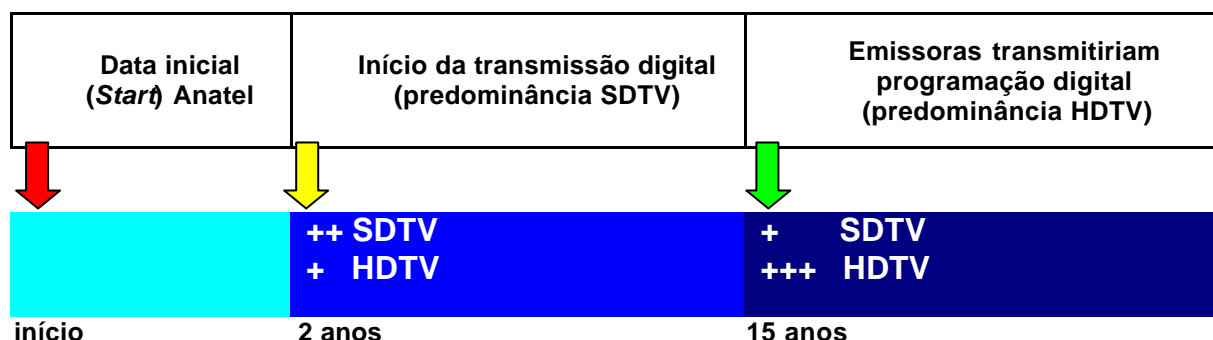 Data inicial
(Start) Anatel
Início da transmissão digital
(predominância SDTV)
Emissoras transmitiriam
programação digital
(predominância HDTV)
++ SDTV
+ HDTV
+ SDTV
+++ HDTV
início
2 anos
15 anos